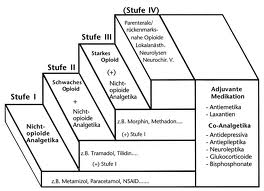 (Stufe IV)
Parenterale/
rückenmarks-
nahe Opioide
Lokalanästh.
Neurolysen
Neurochir. V.
Stufe III
Starkes
Opioid
(+)
Nicht-
opioide
Analgetika
Stufe II
Schwaches
Opioid
+
Nicht-
opioide
Analgetika
Stufe I
Nicht-
opioide
Analgetika
z.B. Morphin, Methadon....
(+) Stufe I
z.B. Tramadol, Tilidin.....
(+) Stufe I
z.B. Metamizol, Paracetamol, NSAID.......
Adjuvante
Medikation
- Antiemetika
- Laxantien
Co-Analgetika
- Antidepressiva
- Antiepileptika
- Neuroleptika
- Glukocorticoide
- Bisphosphonate